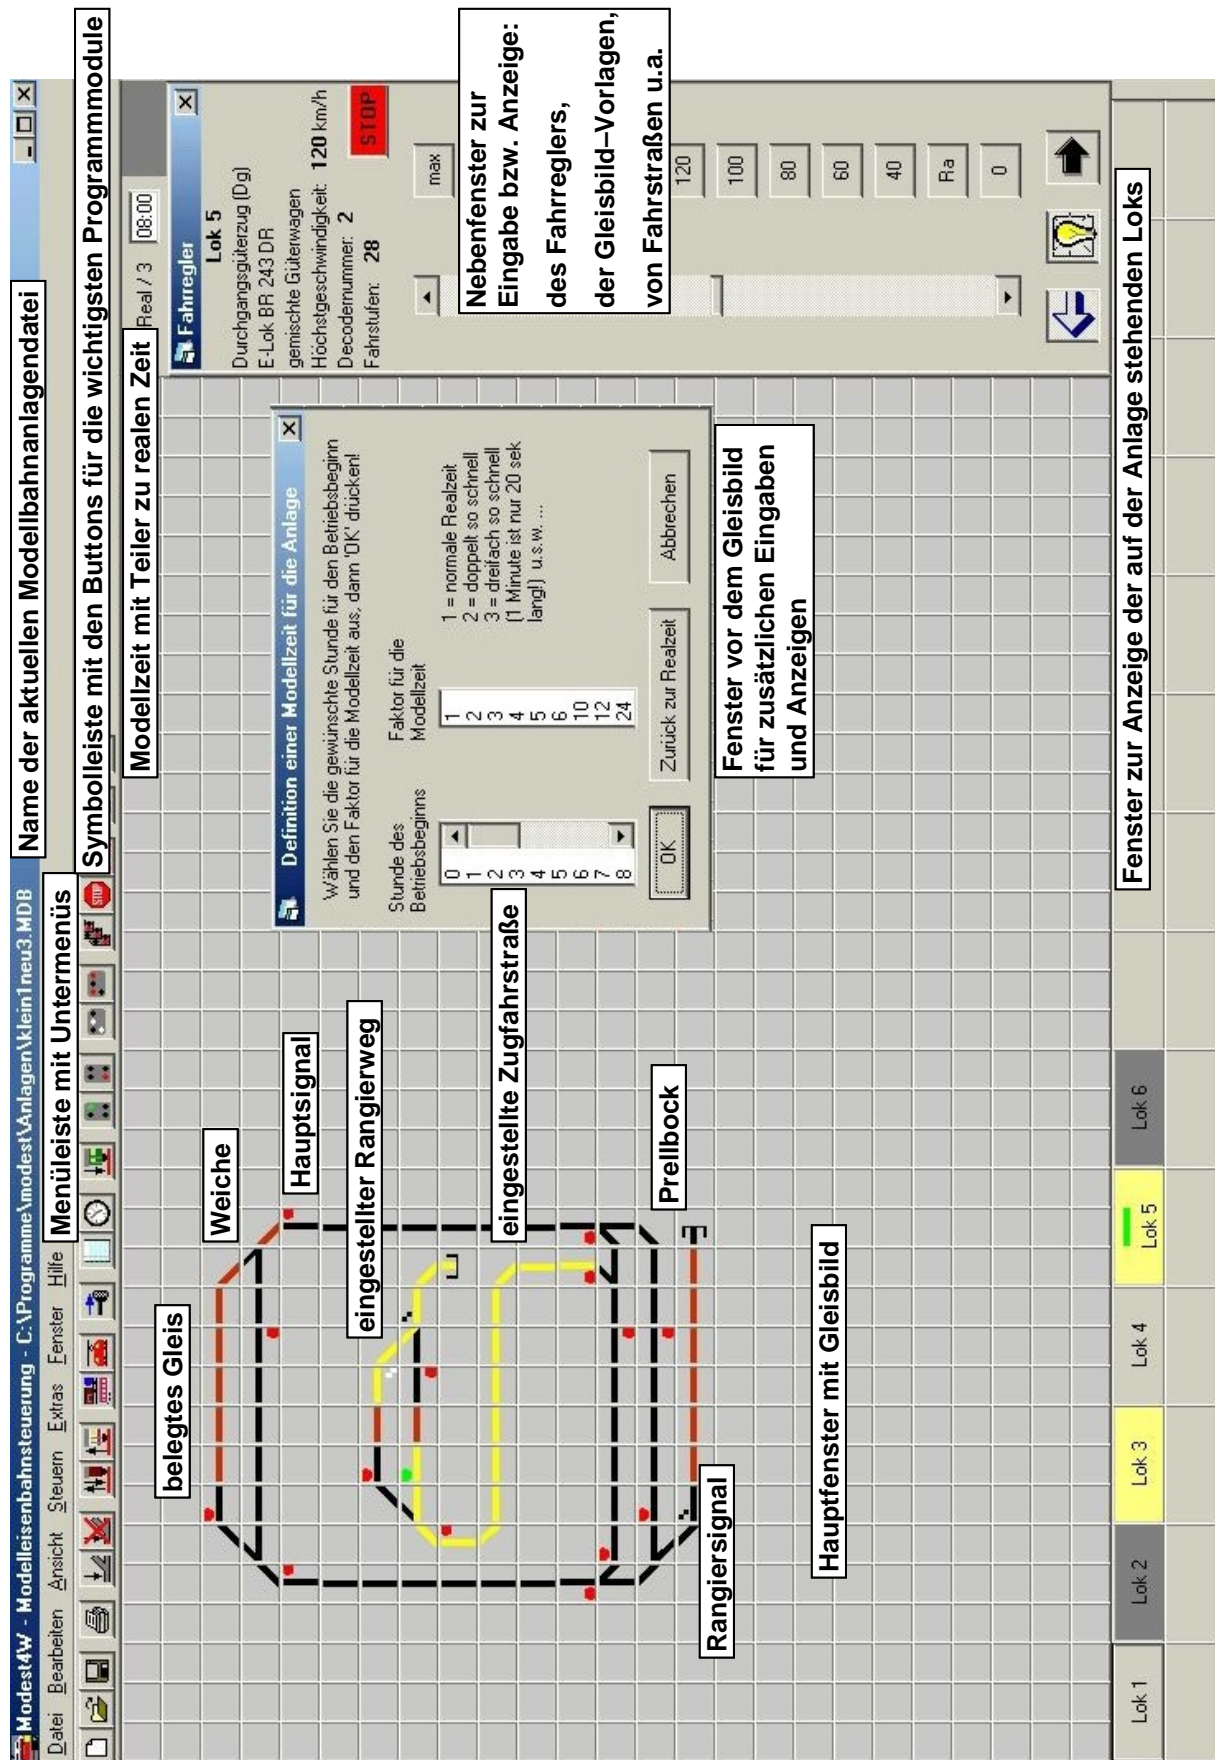 Modest4W - Modelleisenbahnsteuerung - C:\Programme\modest\Anlagen\klein1neu3.MDB
Name der aktuellen Modellbahnanlagendatei
Datei Bearbeiten Ansicht Steuern Extras Fenster Hilfe
Menüleiste mit Untermenüs
Symbolleiste mit den Buttons für die wichtigsten Programmmodule
STOP
Modellzeit mit Teiler zu realen Zeit
Real / 3 08:00
belegtes Gleis
Weiche
Hauptsignal
eingestellter Rangierweg
eingestellte Zugfahrstraße
Prellbock
Rangiersignal
Hauptfenster mit Gleisbild
Definition einer Modellzeit für die Anlage
Wählen Sie die gewünschte Stunde für den Betriebsbeginn
und den Faktor für die Modellzeit aus, dann 'OK' drücken!
Stunde des
Betriebsbeginns
0
1
2
3
4
5
6
7
8
Faktor für die
Modellzeit
1
2
3
4
5
6
10
12
24
1 = normale Realzeit
2 = doppelt so schnell
3 = dreifach so schnell
(1 Minute ist nur 20 sek
lang!) u.s.w. ...
OK
Zurück zur Realzeit
Abbrechen
Fenster vor dem Gleisbild
für zusätzlichen Eingaben
und Anzeigen
Fahrregler
Lok 5
Durchgangsgüterzug (Dg)
E-Lok BR 243 DR
gemischte Güterwagen
Höchstgeschwindigkeit: 120 km/h
Decodernummer: 2
Fahrstufen: 28
STOP
max
Nebenfenster zur
Eingabe bzw. Anzeige:
des Fahrreglers,
der Gleisbild–Vorlagen,
von Fahrstraßen u.a.
120
100
80
60
40
Ra
0
Fenster zur Anzeige der auf der Anlage stehenden Loks
Lok 1
Lok 2
Lok 3
Lok 4
Lok 5
Lok 6